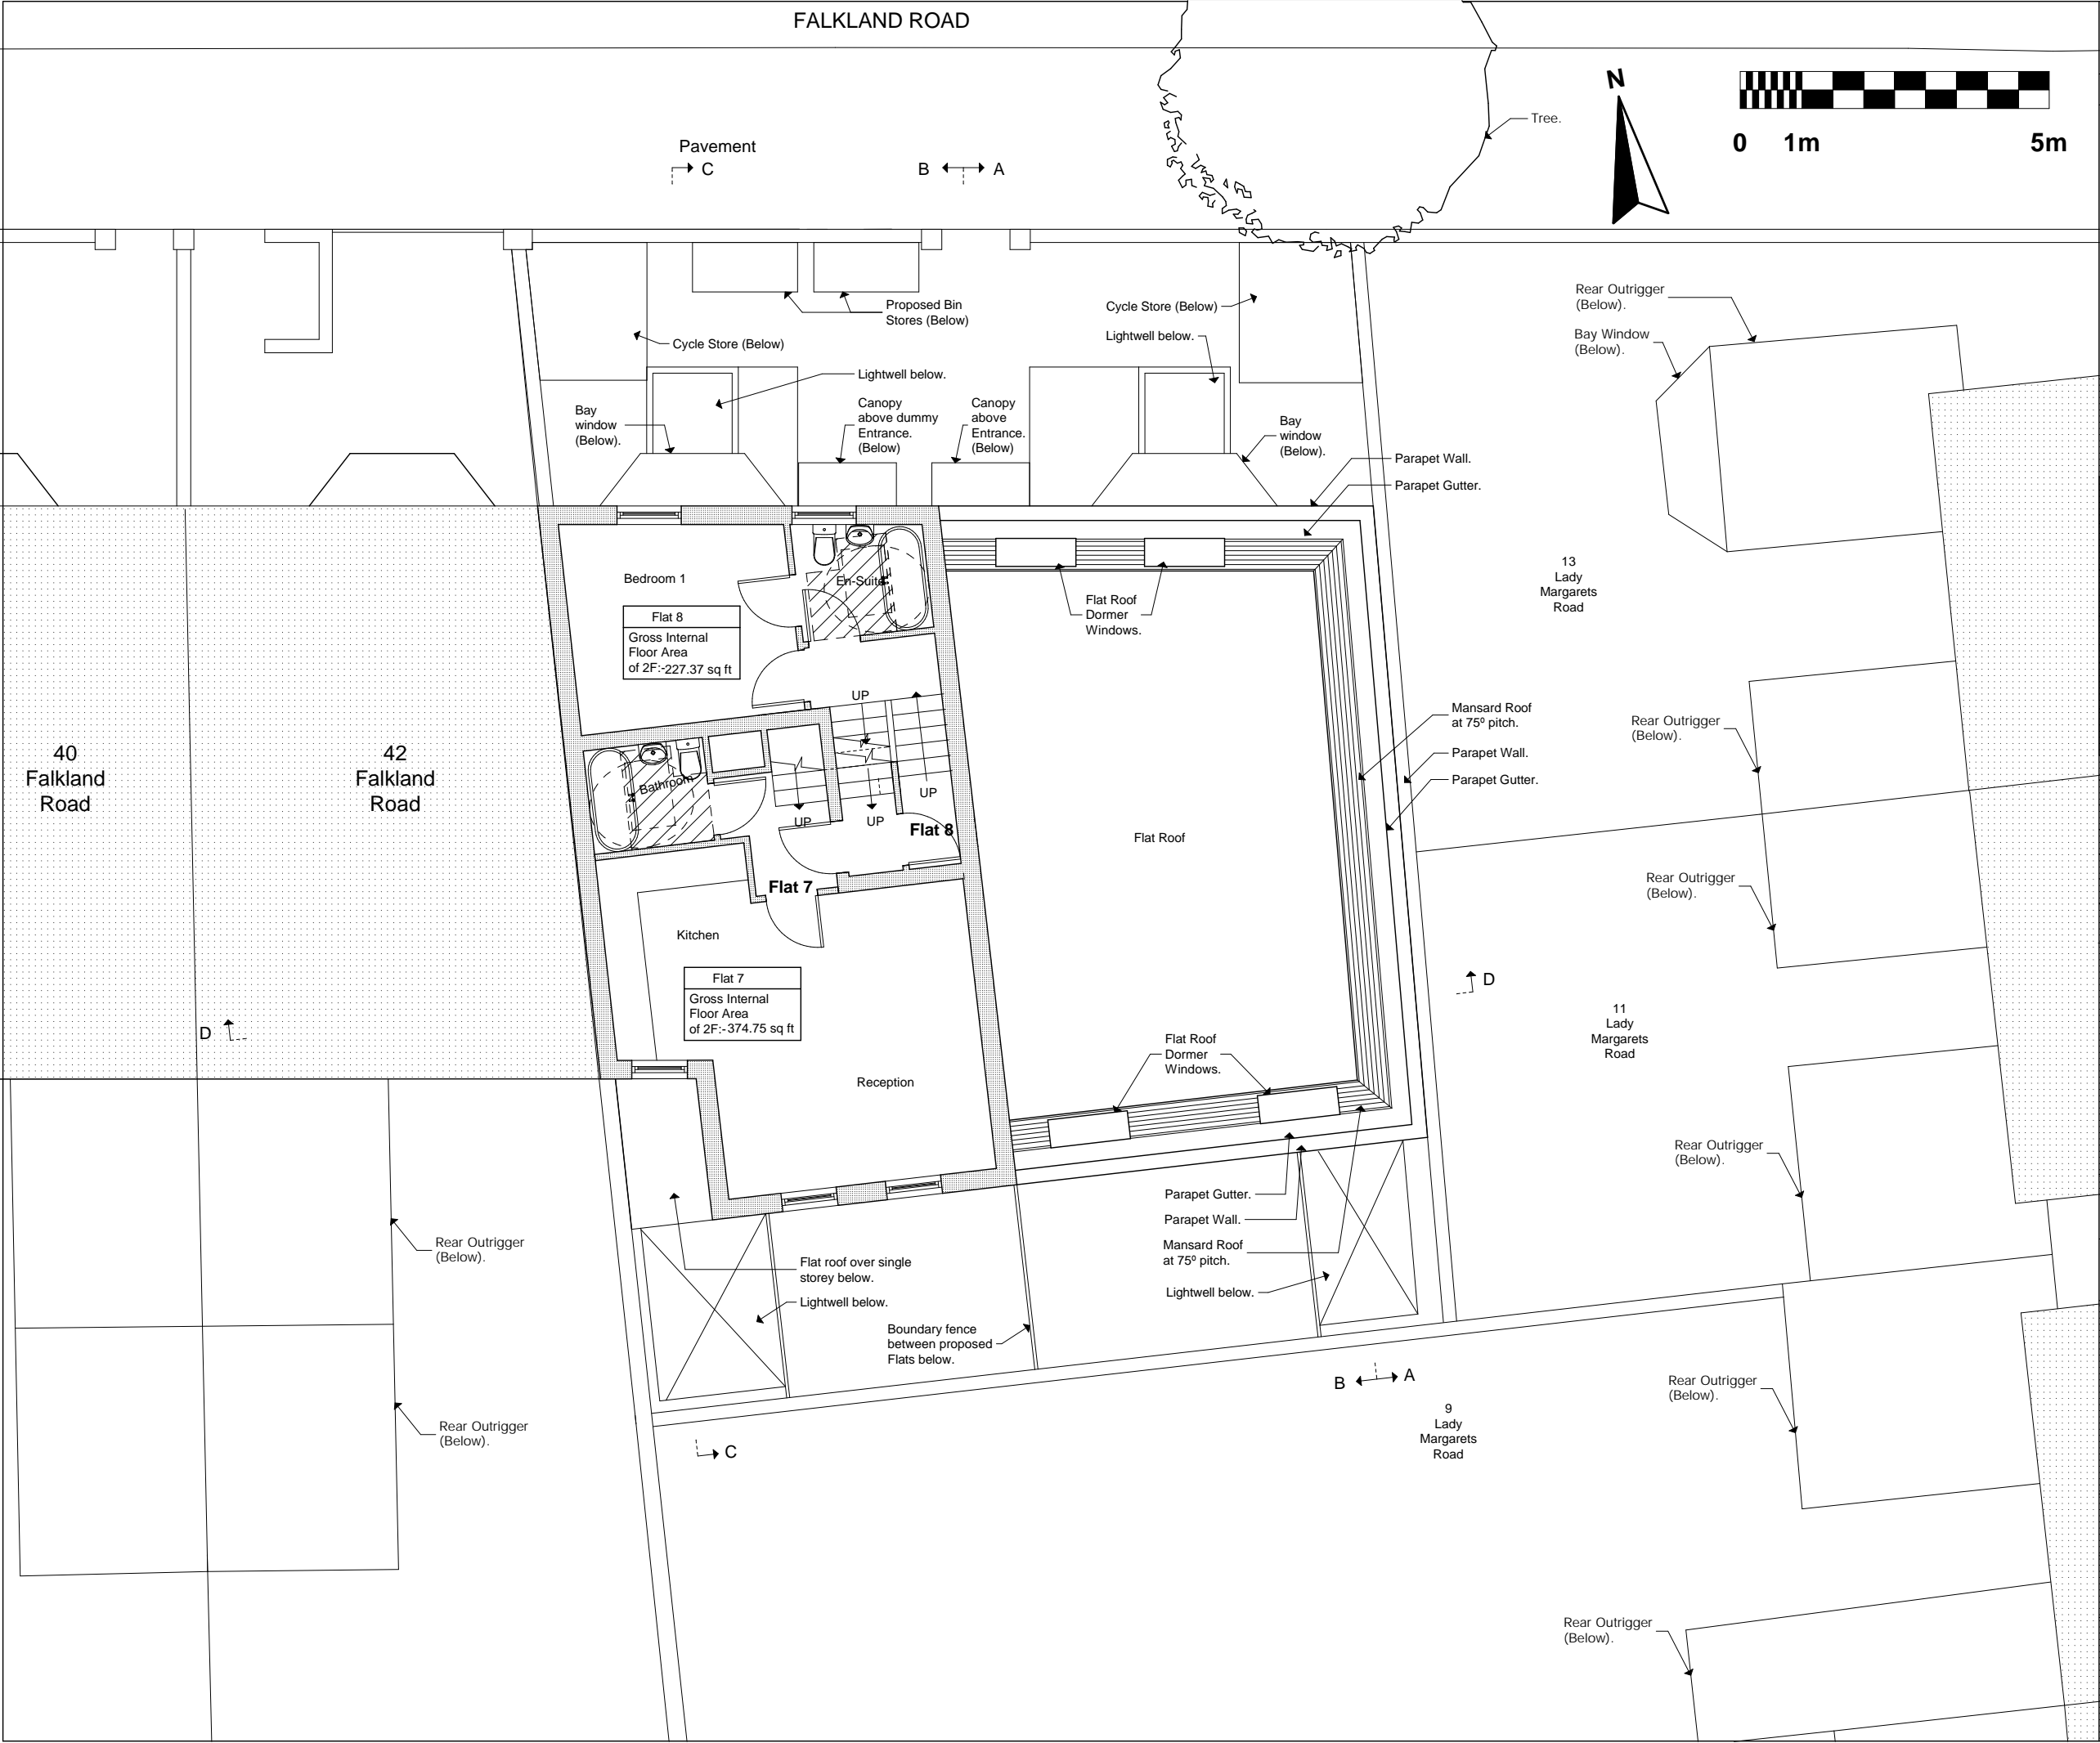 FALKLAND ROAD
N
0 1m 5m
Tree.
Pavement
C
B A
Proposed Bin
Stores (Below)
Cycle Store (Below)
Cycle Store (Below)
Lightwell below.
Lightwell below.
Bay
window
(Below).
Canopy
above dummy
Entrance.
(Below)
Canopy
above
Entrance.
(Below)
Bay
window
(Below).
Parapet Wall.
Parapet Gutter.
Rear Outrigger
(Below).
Bay Window
(Below).
13
Lady
Margarets
Road
Bedroom 1
En-Suite
Flat 8
Gross Internal
Floor Area
of 2F:-227.37 sq ft
Flat Roof
Dormer
Windows.
UP
Mansard Roof
at 75º pitch.
Parapet Wall.
Parapet Gutter.
Rear Outrigger
(Below).
40
Falkland
Road
42
Falkland
Road
Bathroom
UP
UP
UP
Flat 8
Flat 7
Flat Roof
Rear Outrigger
(Below).
Kitchen
Flat 7
Gross Internal
Floor Area
of 2F:-374.75 sq ft
D
D
11
Lady
Margarets
Road
Reception
Flat Roof
Dormer
Windows.
Rear Outrigger
(Below).
Parapet Gutter.
Parapet Wall.
Mansard Roof
at 75º pitch.
Lightwell below.
Rear Outrigger
(Below).
Flat roof over single
storey below.
Lightwell below.
Boundary fence
between proposed
Flats below.
B A
Rear Outrigger
(Below).
9
Lady
Margarets
Road
Rear Outrigger
(Below).
C
Rear Outrigger
(Below).